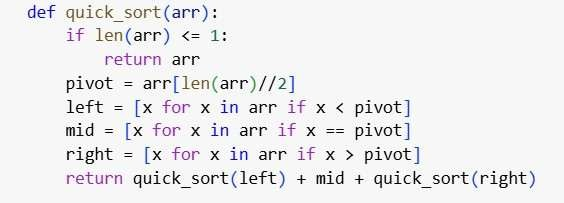 def quick_sort(arr):
    if len(arr) <= 1:
        return arr
    pivot = arr[len(arr)//2]
    left = [x for x in arr if x < pivot]
    mid = [x for x in arr if x == pivot]
    right = [x for x in arr if x > pivot]
    return quick_sort(left) + mid + quick_sort(right)